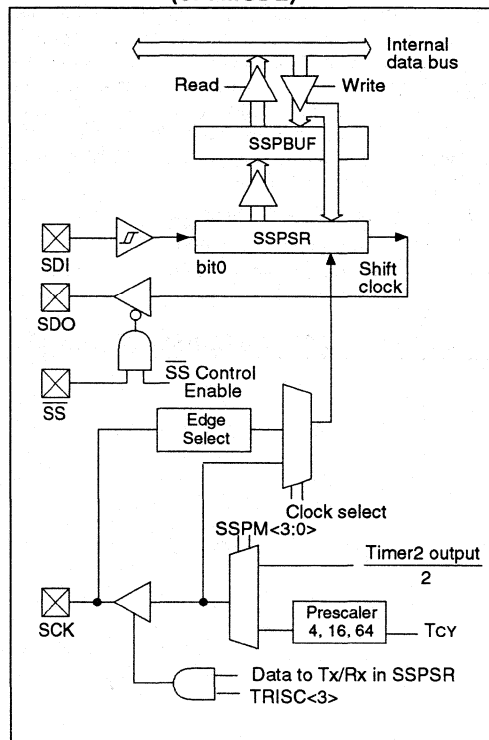 Internal
data bus
Read
Write
SSPBUF
SSPSR
SDI
bit0
Shift
clock
SDO
SS Control
Enable
SS
Edge
Select
Clock select
SSPM<3:0>
Timer2 output
2
Prescaler
4, 16, 64
TCY
SCK
Data to Tx/Rx in SSPSR
TRISC<3>